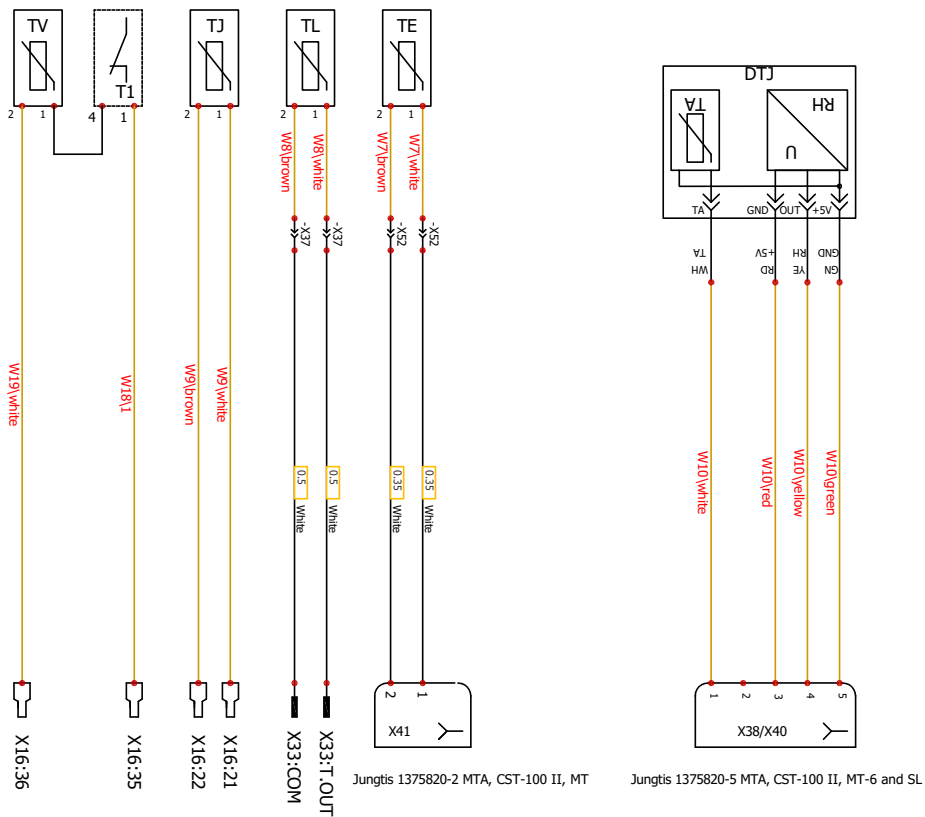 TV
T1
TJ
TL
TE
DTJ
TA
RH
U
2
1
4
1
2
1
2
1
2
1
W8\brown
W8\white
W7\brown
W7\white
-X37
-X37
-X52
-X52
TA
GND
OUT
+5V
TA
+5V
RH
GND
WH
RD
YE
GN
W19\white
W18\1
W9\brown
W9\white
W10\white
W10\red
W10\yellow
W10\green
0.5
0.5
0.35
0.35
White
White
White
White
2
1
1
2
3
4
5
X41
X38/X40
X16:36
X16:35
X16:22
X16:21
X33:COM
X33:T.OUT
Jungtis 1375820-2 MTA, CST-100 II, MT
Jungtis 1375820-5 MTA, CST-100 II, MT-6 and SL